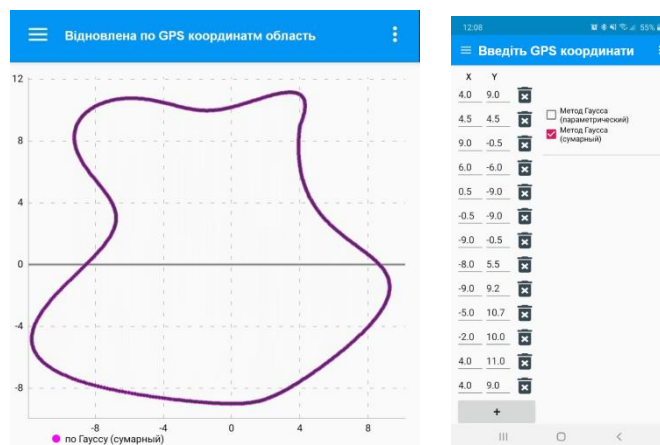 Відновлена по GPS координатм область
12
8
4
0
-4
-8
-8 -4 0 4 8
по Гауссу (сумарный)
12:08 55%
Введіть GPS координати
X Y
4.0 9.0
4.5 4.5
9.0 -0.5
6.0 -6.0
0.5 -9.0
-0.5 -9.0
-9.0 -0.5
-8.0 5.5
-9.0 9.2
-5.0 10.7
-2.0 10.0
4.0 11.0
4.0 9.0
+
Метод Гаусса
(параметрический)
Метод Гаусса
(сумарный)